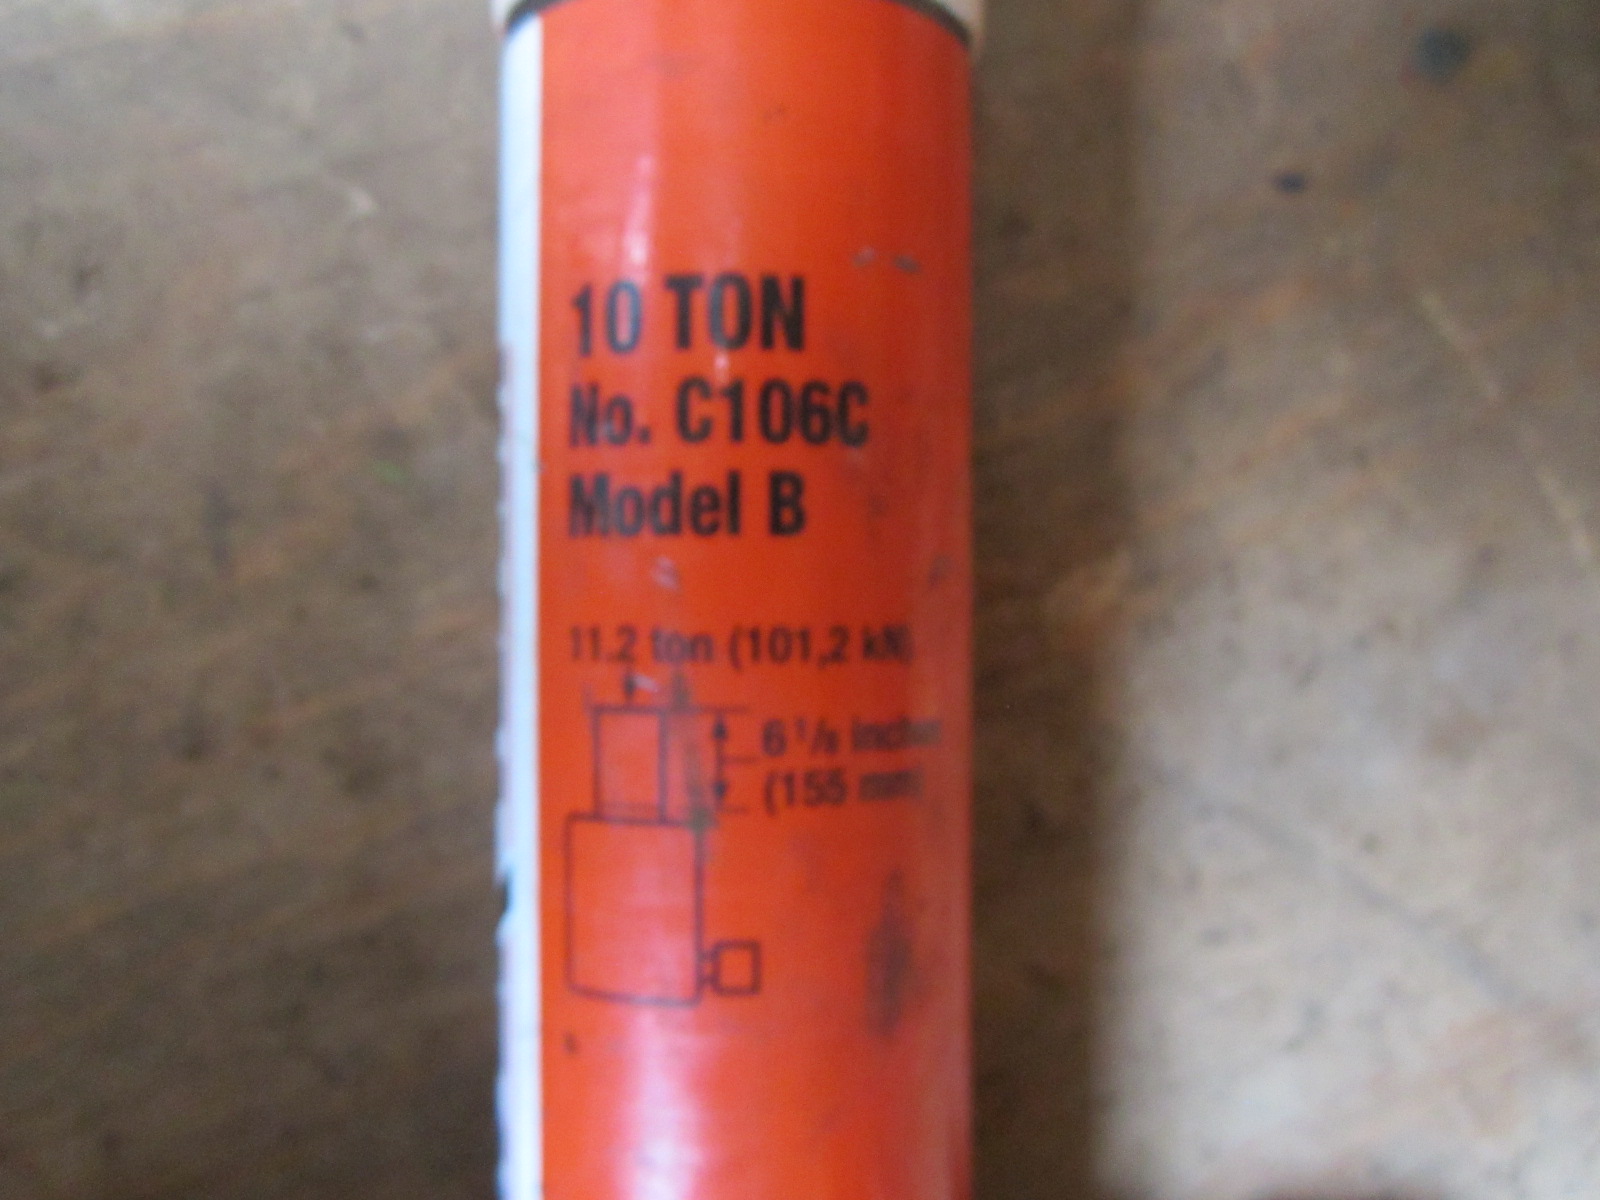 10 TON
No. C106C
Model B
11.2 ton (101,2 kN)
6 1/8 inches
(155 mm)